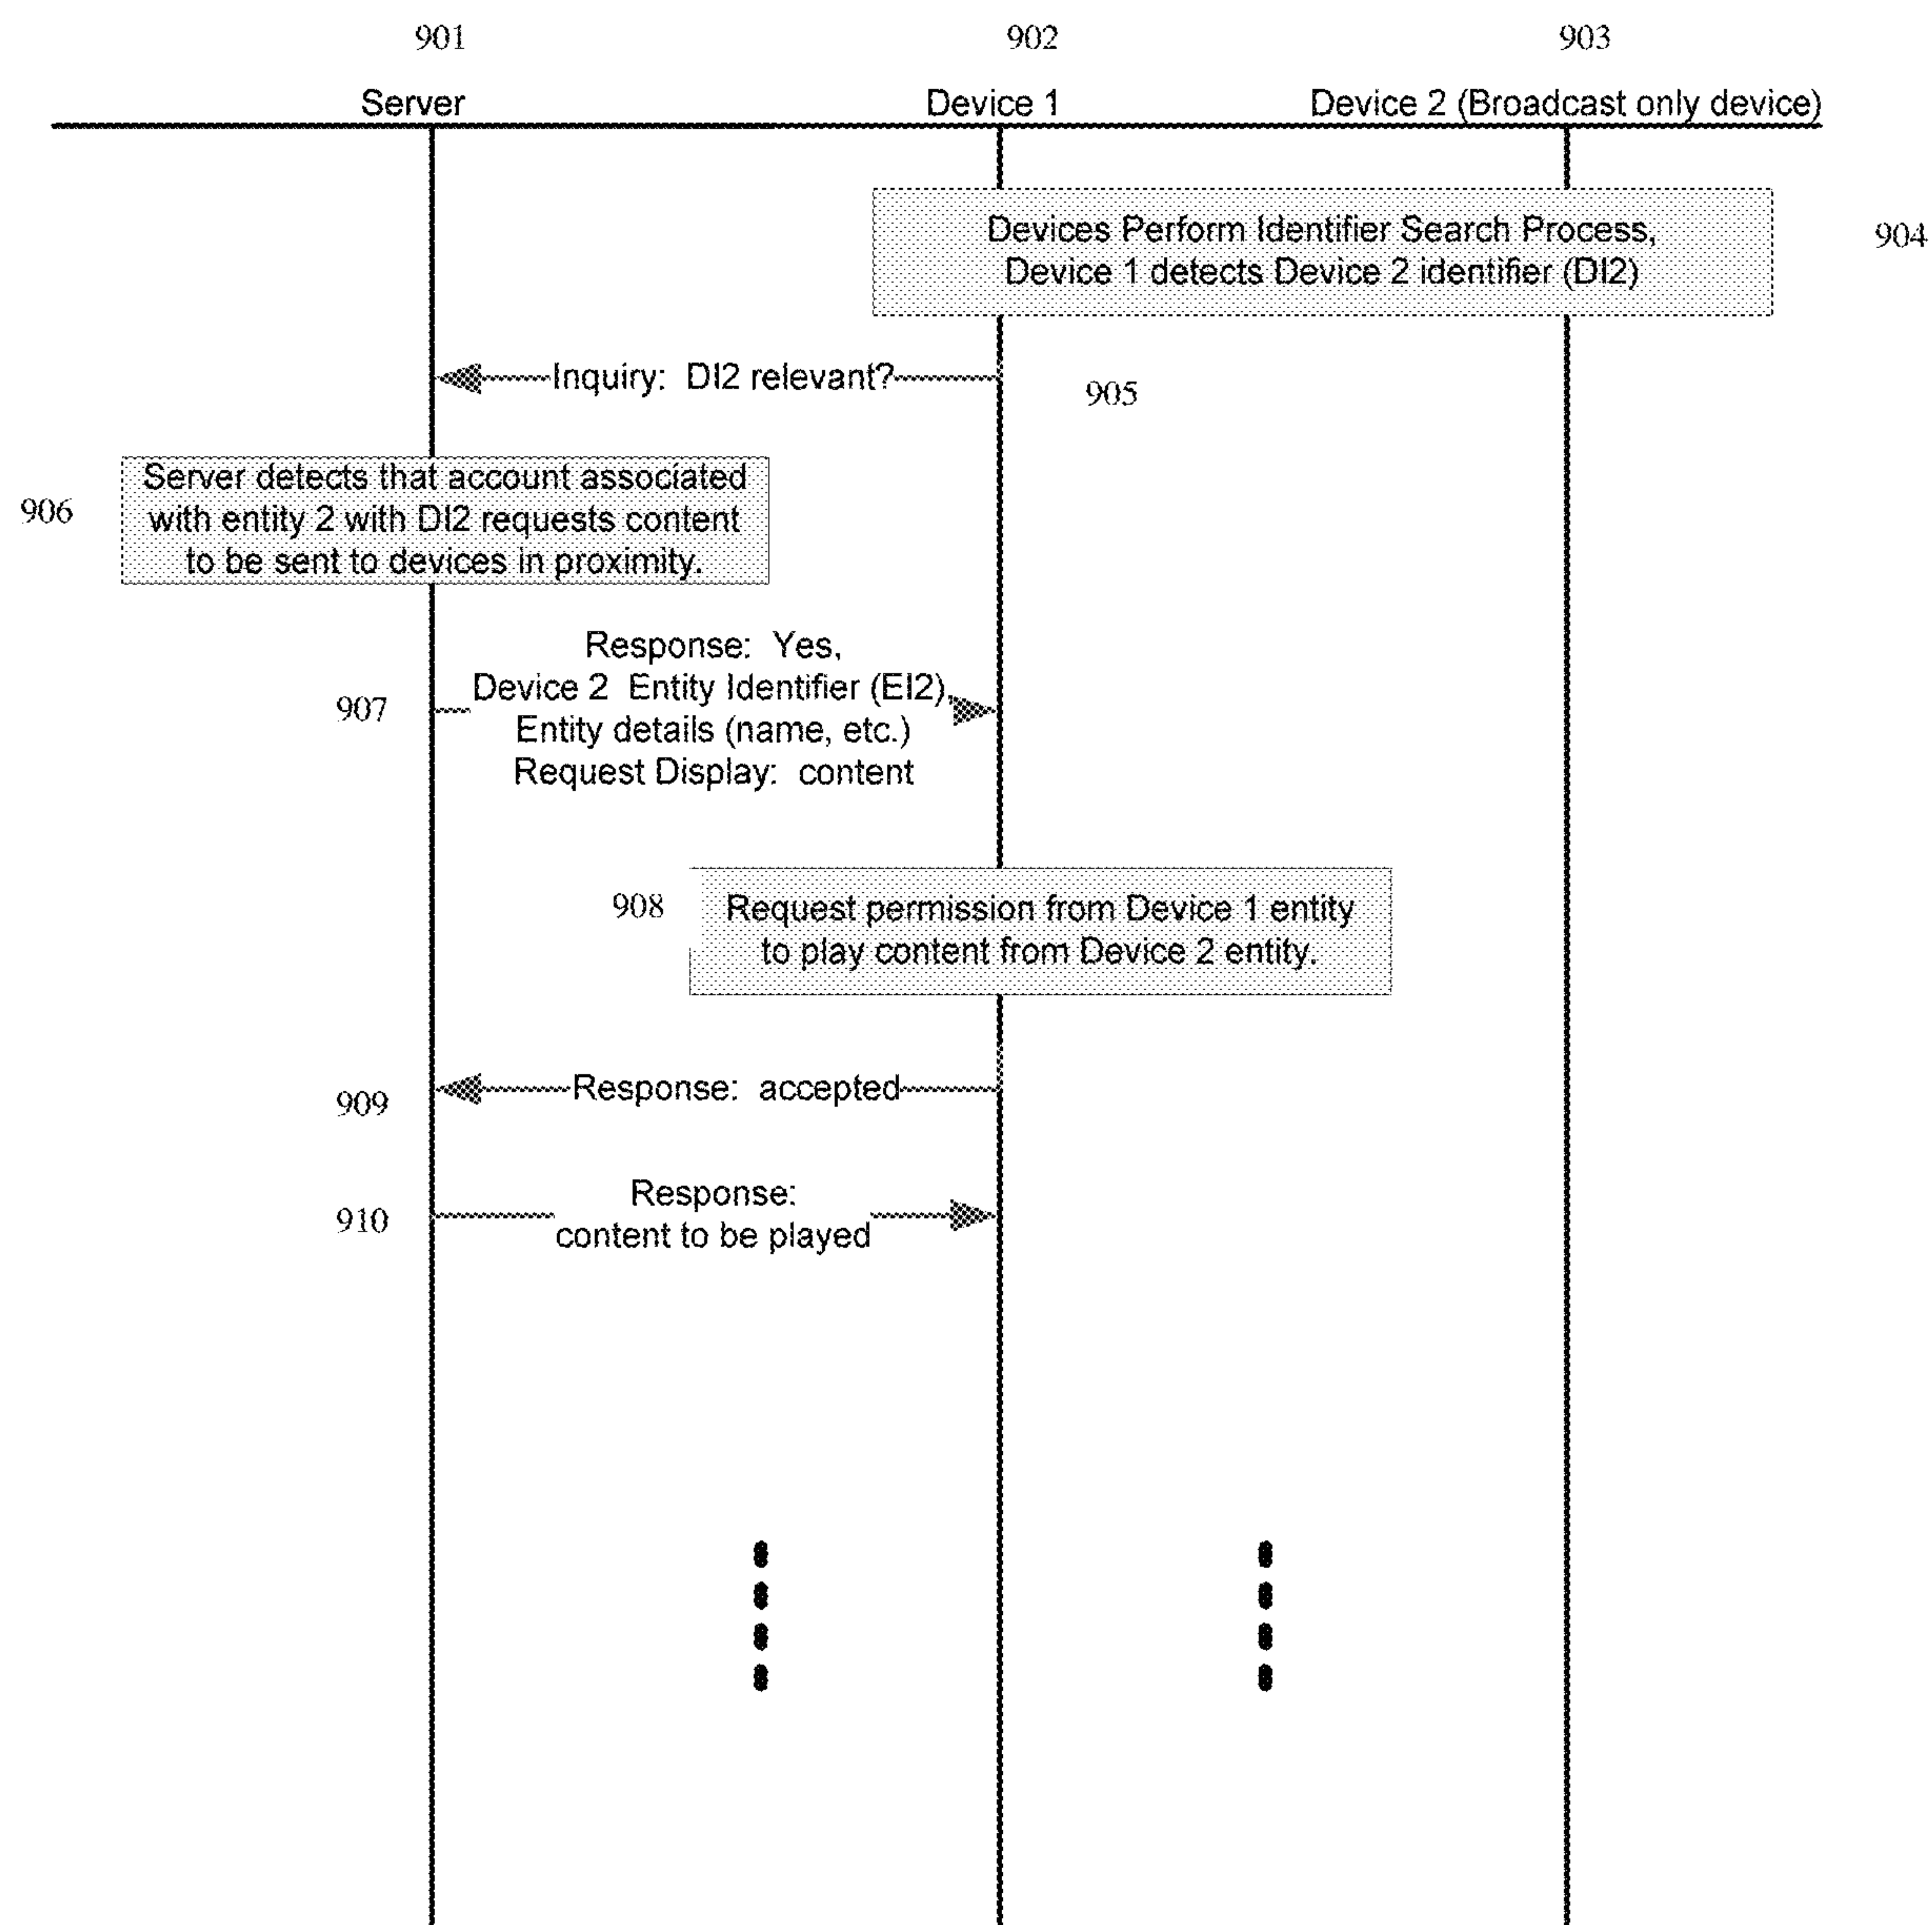 901
902
903
Server
Device 1
Device 2 (Broadcast only device)
Devices Perform Identifier Search Process,
Device 1 detects Device 2 identifier (DI2)
904
Inquiry: DI2 relevant?
905
Server detects that account associated
with entity 2 with DI2 requests content
to be sent to devices in proximity.
906
Response: Yes,
Device 2 Entity Identifier (EI2),
Entity details (name, etc.)
Request Display: content
907
908
Request permission from Device 1 entity
to play content from Device 2 entity.
Response: accepted
909
Response:
content to be played
910